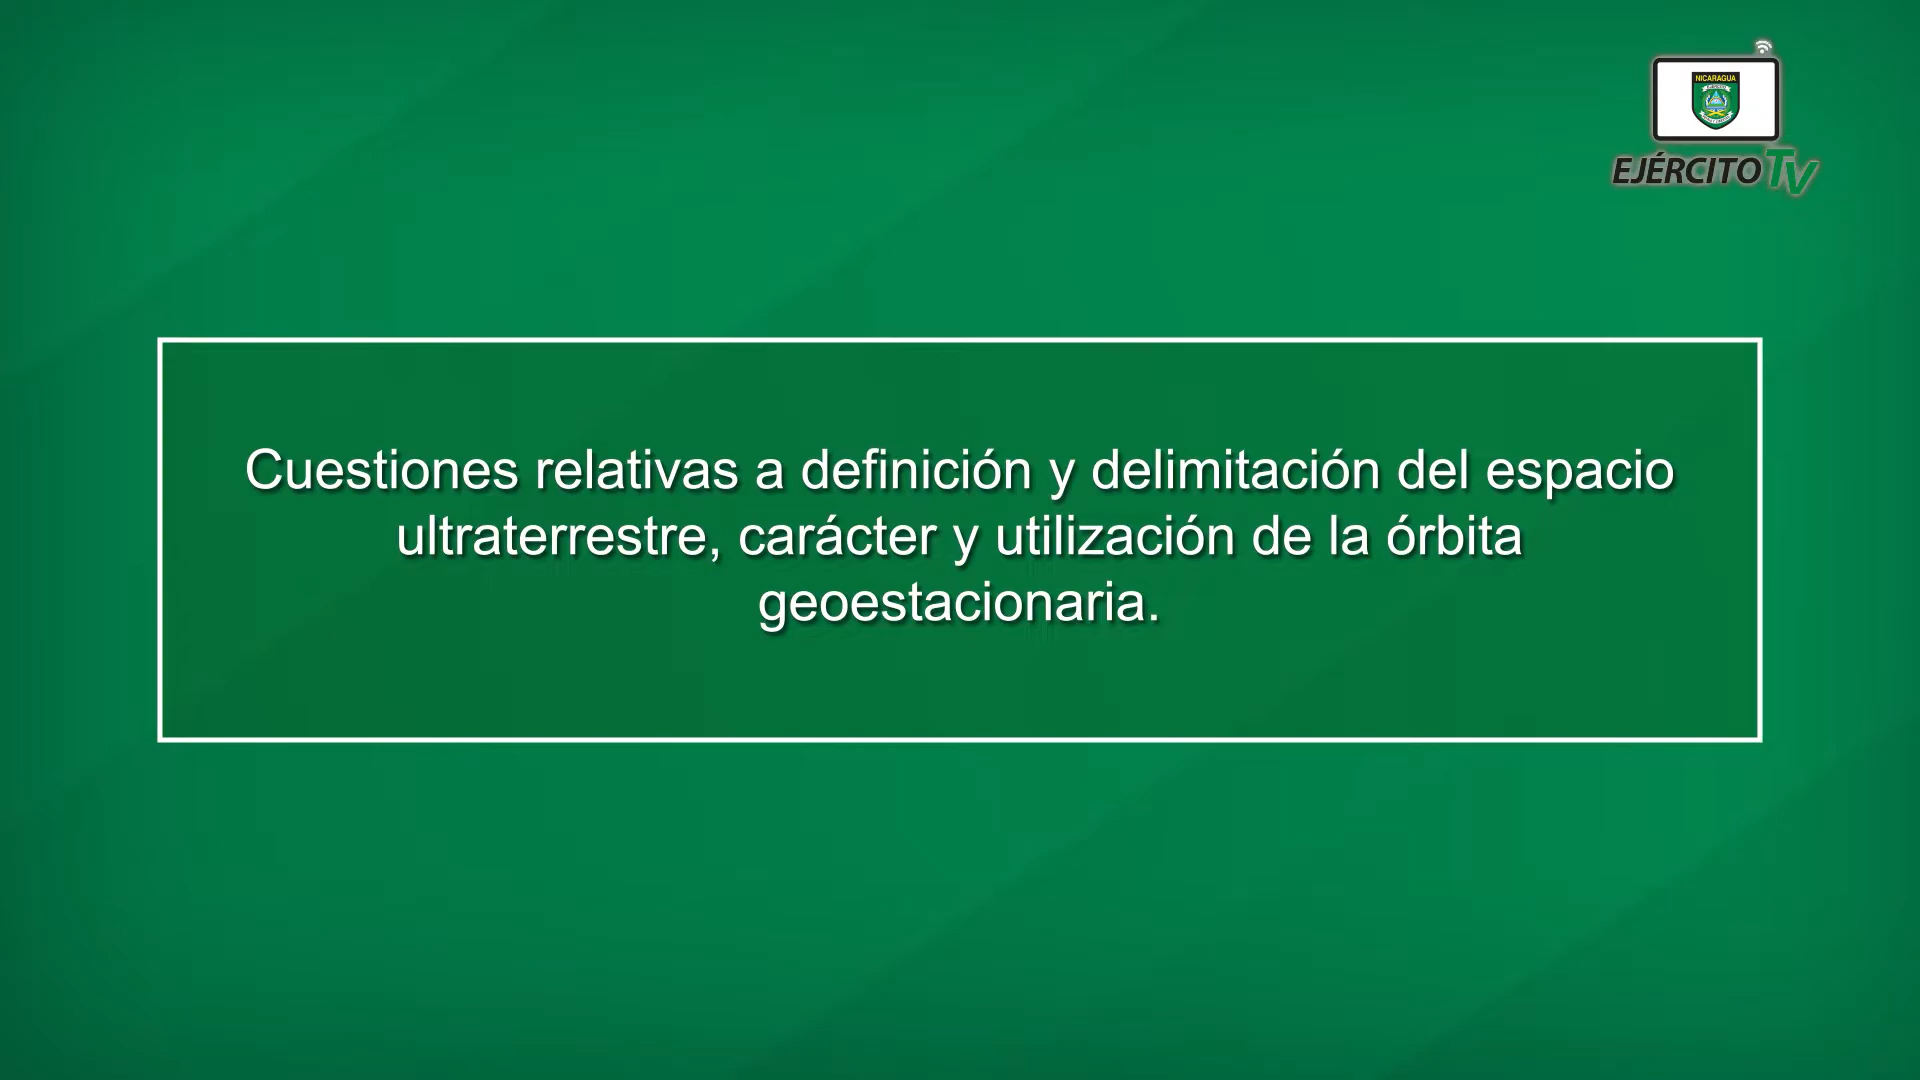 NICARAGUA
EJÉRCITO TV
Cuestiones relativas a definición y delimitación del espacio
ultraterrestre, carácter y utilización de la órbita
geoestacionaria.